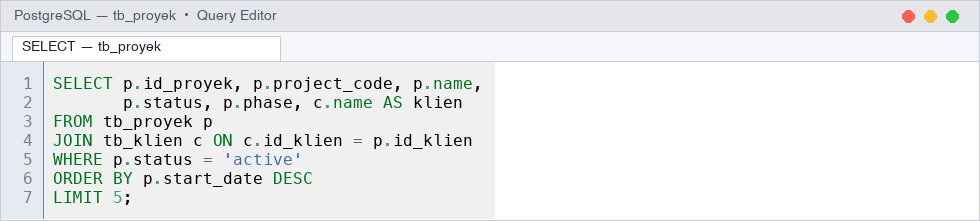 PostgreSQL — tb_proyek • Query Editor
SELECT — tb_proyek
1 SELECT p.id_proyek, p.project_code, p.name,
2        p.status, p.phase, c.name AS klien
3 FROM tb_proyek p
4 JOIN tb_klien c ON c.id_klien = p.id_klien
5 WHERE p.status = 'active'
6 ORDER BY p.start_date DESC
7 LIMIT 5;